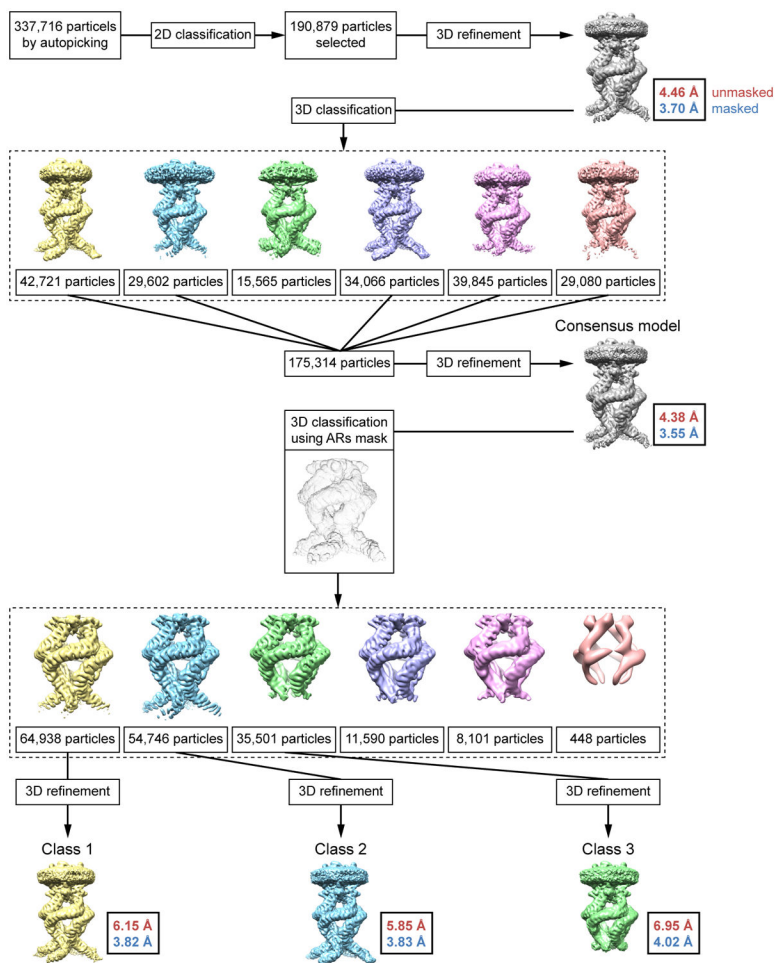 337,716 particels
by autopicking
2D classification
190,879 particles
selected
3D refinement
4.46 Å unmasked
3.70 Å masked
3D classification
42,721 particles
29,602 particles
15,565 particles
34,066 particles
39,845 particles
29,080 particles
Consensus model
175,314 particles
3D refinement
4.38 Å
3.55 Å
3D classification
using ARs mask
64,938 particles
54,746 particles
35,501 particles
11,590 particles
8,101 particles
448 particles
3D refinement
3D refinement
3D refinement
Class 1
Class 2
Class 3
6.15 Å
3.82 Å
5.85 Å
3.83 Å
6.95 Å
4.02 Å